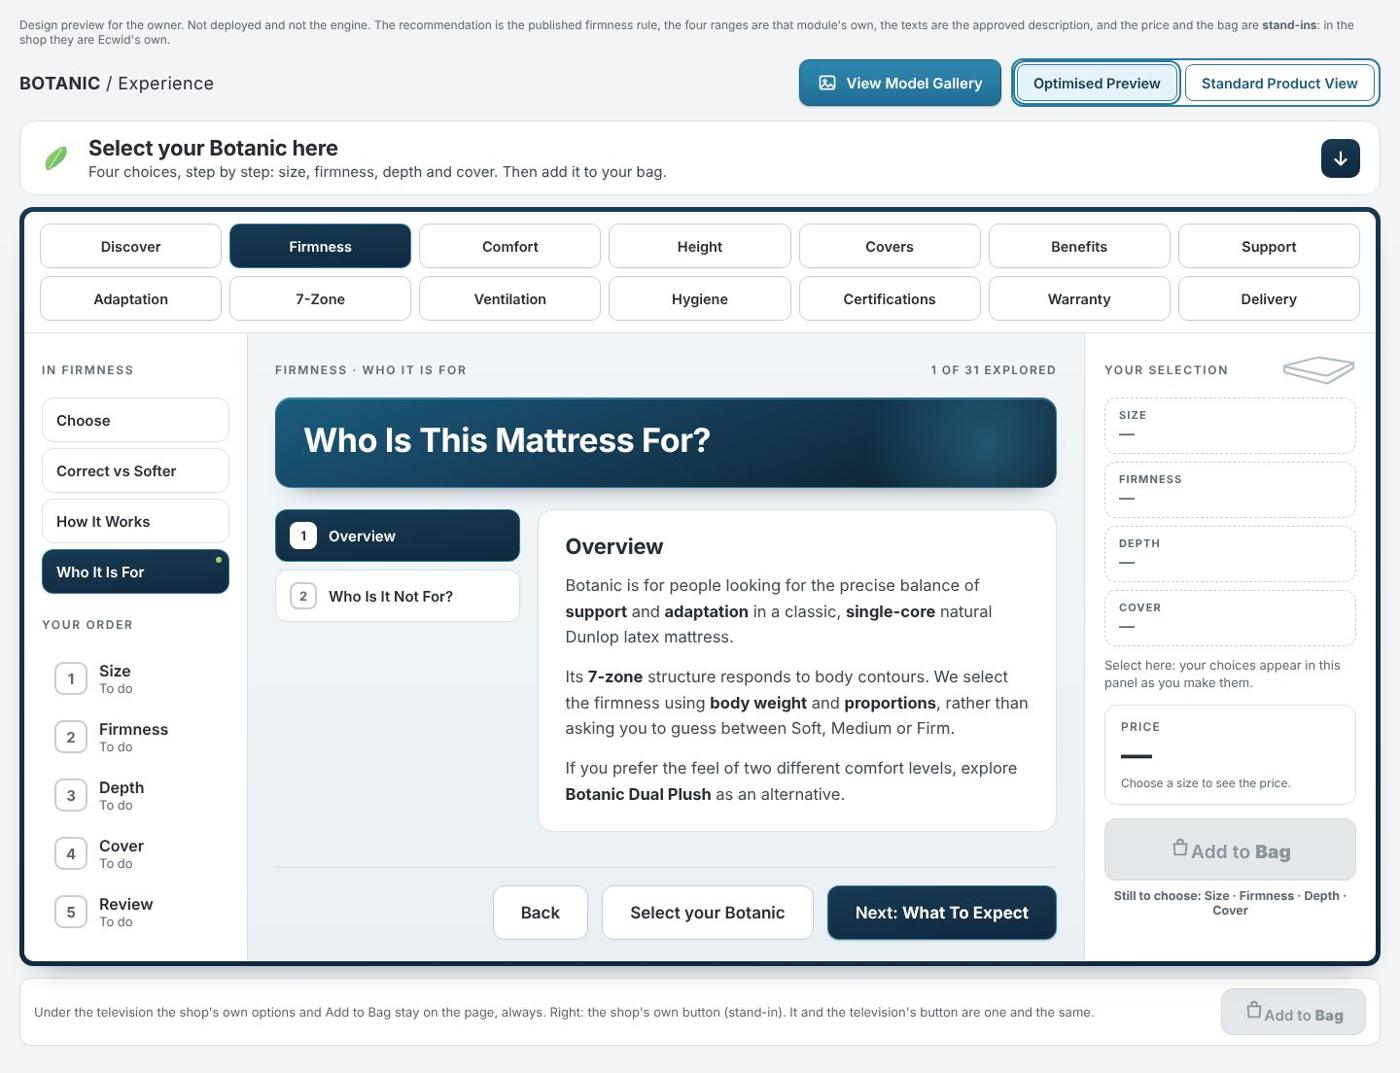 Design preview for the owner. Not deployed and not the engine. The recommendation is the published firmness rule, the four ranges are that module's own, the texts are the approved description, and the price and the bag are stand-ins: in the
shop they are Ecwid's own.
BOTANIC / Experience
View Model Gallery
Optimised Preview
Standard Product View
Select your Botanic here
Four choices, step by step: size, firmness, depth and cover. Then add it to your bag.
Discover
Firmness
Comfort
Height
Covers
Benefits
Support
Adaptation
7-Zone
Ventilation
Hygiene
Certifications
Warranty
Delivery
IN FIRMNESS
Choose
Correct vs Softer
How It Works
Who It Is For
YOUR ORDER
1 Size
To do
2 Firmness
To do
3 Depth
To do
4 Cover
To do
5 Review
To do
FIRMNESS · WHO IT IS FOR
1 OF 31 EXPLORED
Who Is This Mattress For?
1 Overview
2 Who Is It Not For?
Overview
Botanic is for people looking for the precise balance of
support and adaptation in a classic, single-core natural
Dunlop latex mattress.
Its 7-zone structure responds to body contours. We select
the firmness using body weight and proportions, rather than
asking you to guess between Soft, Medium or Firm.
If you prefer the feel of two different comfort levels, explore
Botanic Dual Plush as an alternative.
Back
Select your Botanic
Next: What To Expect
YOUR SELECTION
SIZE
—
FIRMNESS
—
DEPTH
—
COVER
—
Select here: your choices appear in this
panel as you make them.
PRICE
—
Choose a size to see the price.
Add to Bag
Still to choose: Size · Firmness · Depth ·
Cover
Under the television the shop's own options and Add to Bag stay on the page, always. Right: the shop's own button (stand-in). It and the television's button are one and the same.
Add to Bag